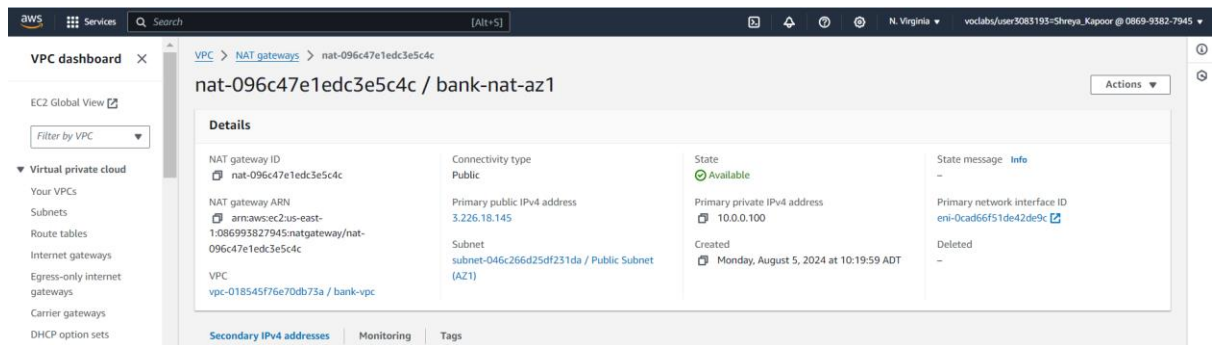 aws Services Search [Alt+S] N. Virginia voclabs/user3083193=Shreya_Kapoor @ 0869-9382-7945
VPC dashboard
EC2 Global View
Filter by VPC
Virtual private cloud
Your VPCs
Subnets
Route tables
Internet gateways
Egress-only internet
gateways
Carrier gateways
DHCP option sets
VPC > NAT gateways > nat-096c47e1edc3e5c4c
nat-096c47e1edc3e5c4c / bank-nat-az1
Actions
Details
NAT gateway ID
nat-096c47e1edc3e5c4c
NAT gateway ARN
arn:aws:ec2:us-east-
1:086993827945:natgateway/nat-
096c47e1edc3e5c4c
VPC
vpc-018545f76e70db73a / bank-vpc
Connectivity type
Public
Primary public IPv4 address
3.226.18.145
Subnet
subnet-046c266d25df231da / Public Subnet
(AZ1)
State
Available
Primary private IPv4 address
10.0.0.100
Created
Monday, August 5, 2024 at 10:19:59 ADT
State message Info
–
Primary network interface ID
eni-0cad66f51de42de9c
Deleted
–
Secondary IPv4 addresses Monitoring Tags